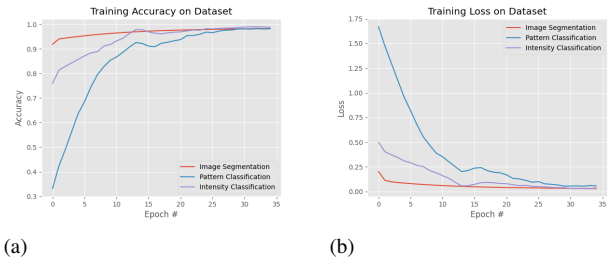 Training Accuracy on Dataset
1.0
0.9
0.8
0.7
0.6
0.5
0.4
0.3
Accuracy
Image Segmentation
Pattern Classification
Intensity Classification
0 5 10 15 20 25 30 35
Epoch #
(a)
Training Loss on Dataset
1.75
1.50
1.25
1.00
0.75
0.50
0.25
0.00
Loss
Image Segmentation
Pattern Classification
Intensity Classification
0 5 10 15 20 25 30 35
Epoch #
(b)